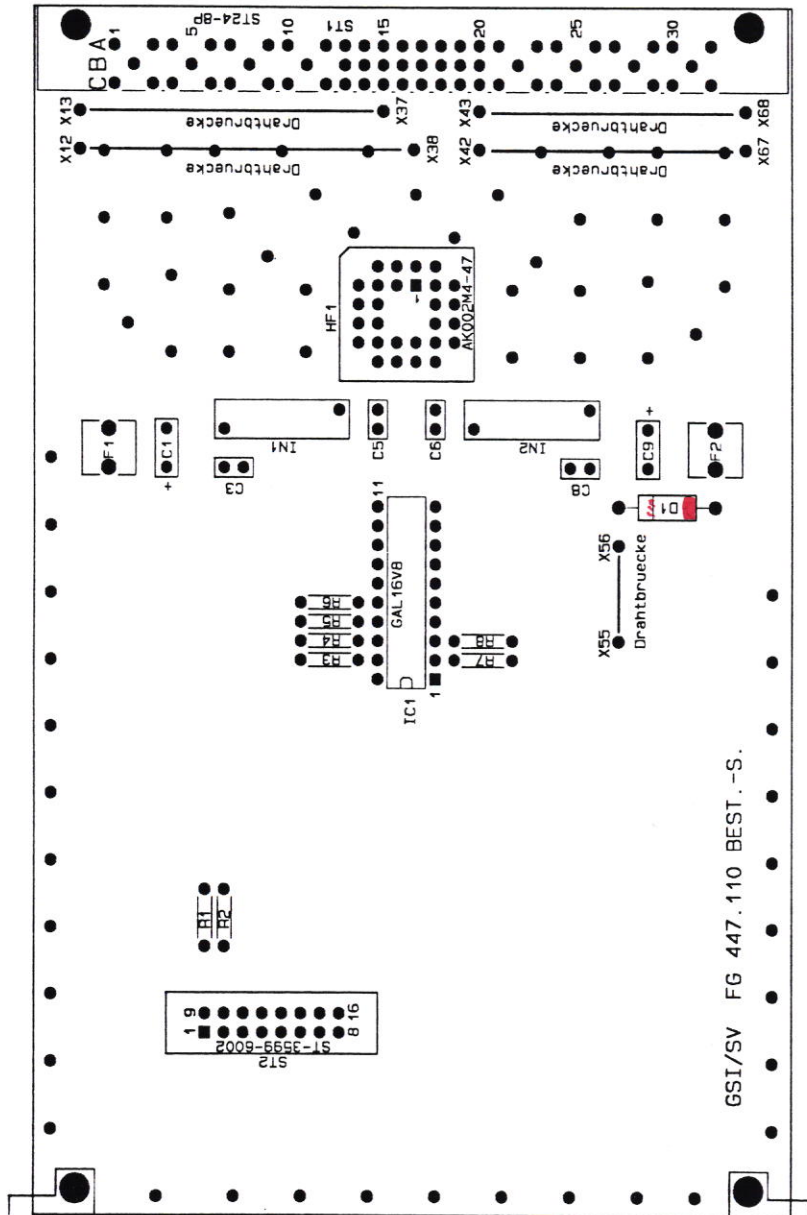 ST24-8P
ST1
CBA
1
5
10
15
20
25
30
X13
Drahtbruecke
X37
X43
Drahtbruecke
X68
X12
Drahtbruecke
X38
X42
Drahtbruecke
X67
HF1
1
AK002M4-47
F1
C1
+
IN1
C5
C6
IN2
C9
+
F2
C3
C8
D1
11
GAL16V8
IC1
1
R6
R5
R4
R3
R8
R7
X56
Drahtbruecke
X55
R1
R2
1
9
8
16
ST-3599-6002
ST2
GSI/SV FG 447.110 BEST.-S.